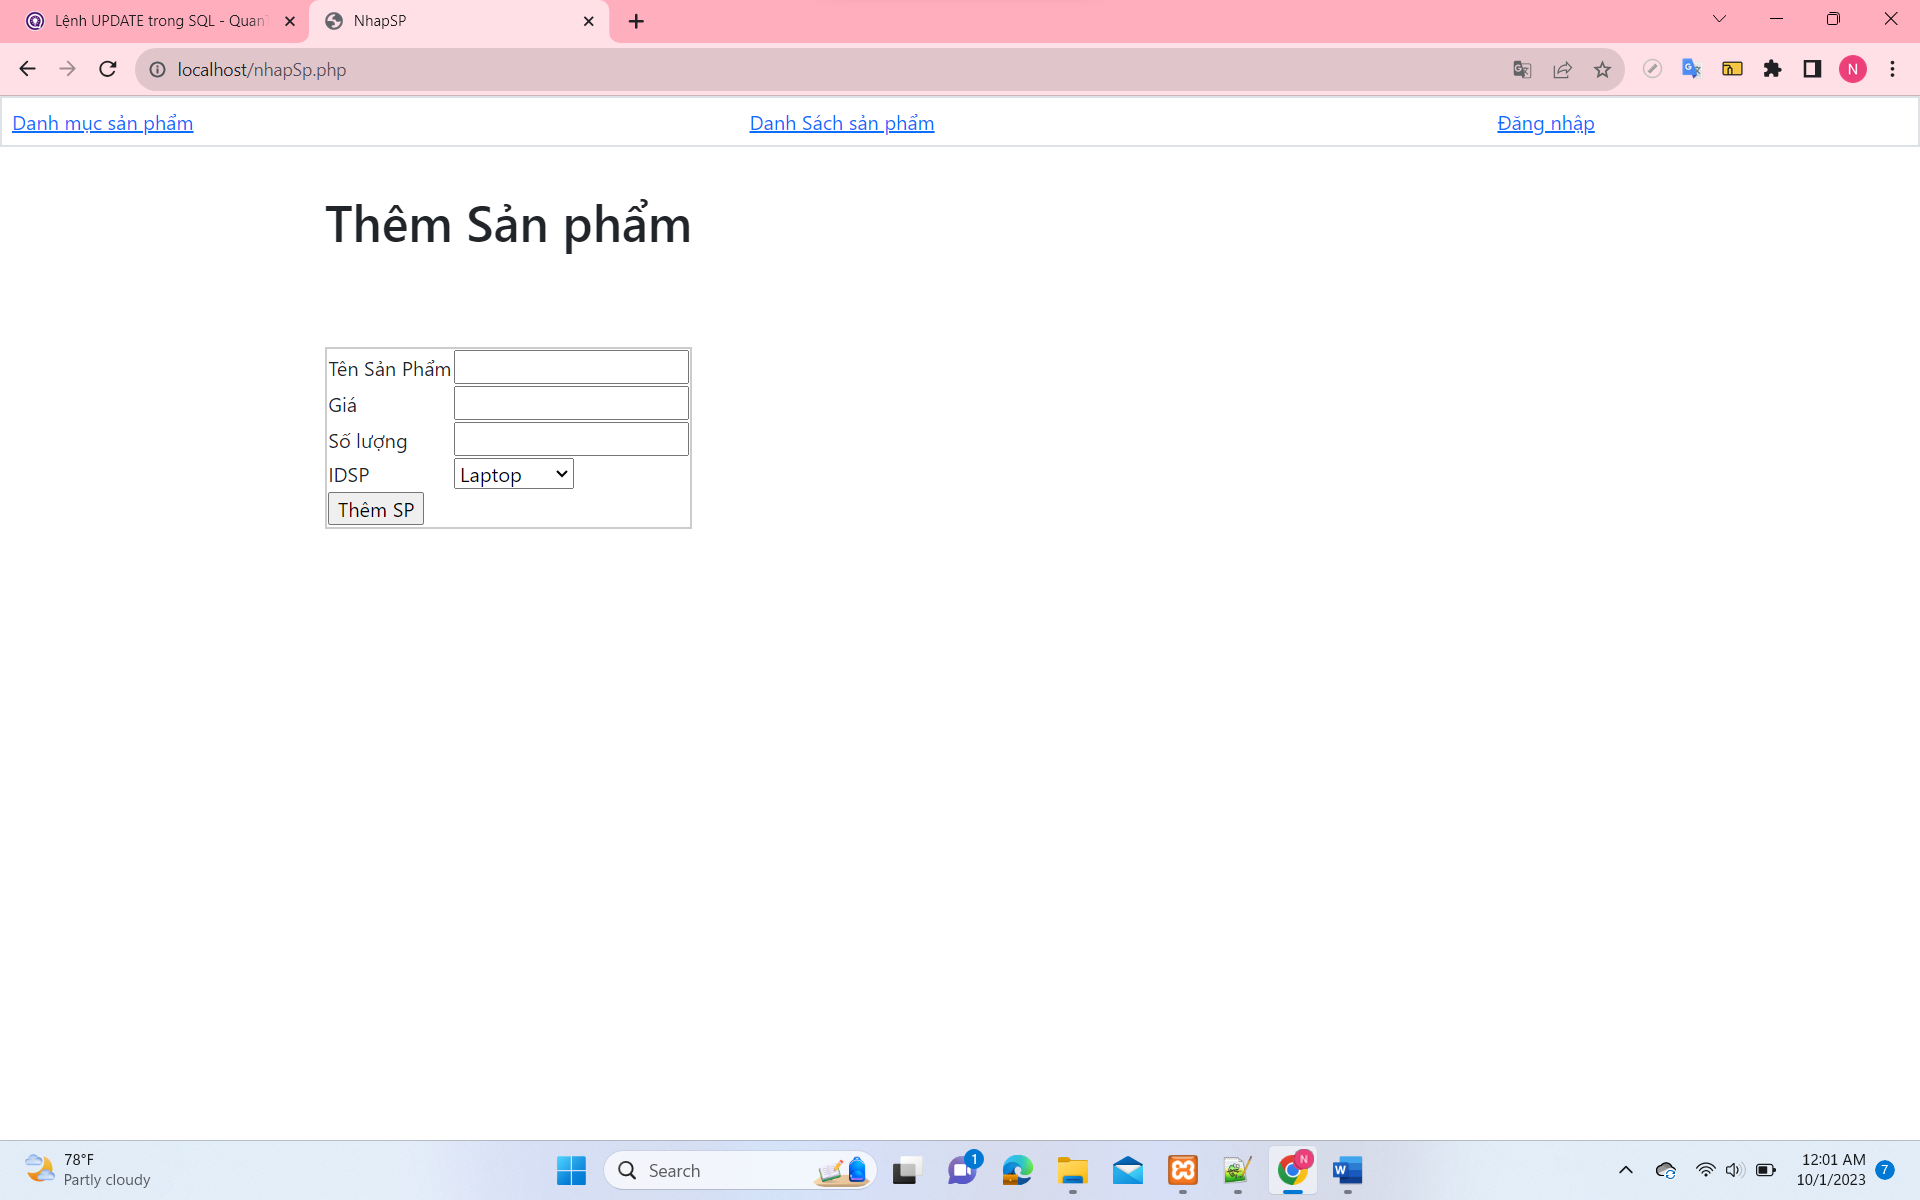 Lệnh UPDATE trong SQL - Quan
NhapSP
localhost/nhapSp.php
N
Danh mục sản phẩm
Danh Sách sản phẩm
Đăng nhập
Thêm Sản phẩm
Tên Sản Phẩm
Giá
Số lượng
IDSP
Laptop
Thêm SP
78°F
Partly cloudy
Search
1
N
12:01 AM
10/1/2023
7